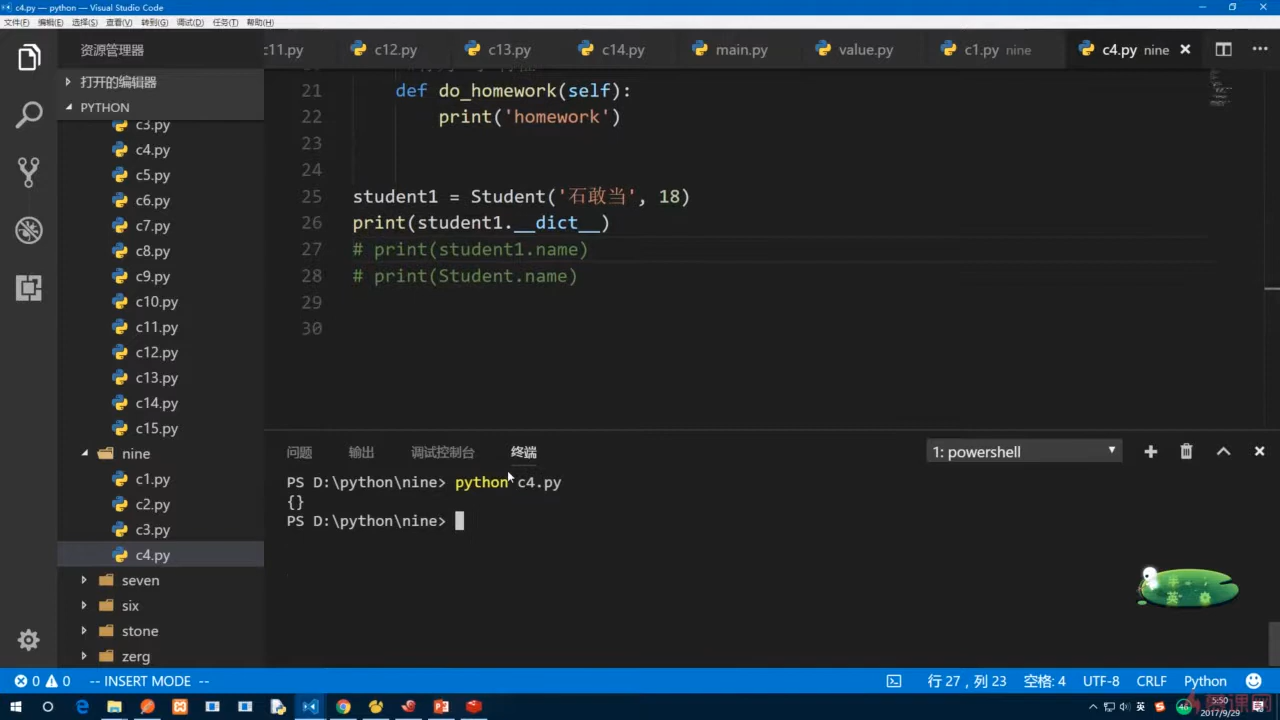 c4.py — python — Visual Studio Code
文件(F) 编辑(E) 选择(S) 查看(V) 转到(G) 调试(D) 任务(T) 帮助(H)
资源管理器
c11.py c12.py c13.py c14.py main.py value.py c1.py nine c4.py nine
打开的编辑器
PYTHON
c3.py
c4.py
c5.py
c6.py
c7.py
c8.py
c9.py
c10.py
c11.py
c12.py
c13.py
c14.py
c15.py
nine
c1.py
c2.py
c3.py
c4.py
seven
six
stone
zerg
21 def do_homework(self):
22 print('homework')
23
24
25 student1 = Student('石敢当', 18)
26 print(student1.__dict__)
27 # print(student1.name)
28 # print(Student.name)
29
30
问题 输出 调试控制台 终端 1: powershell
PS D:\python\nine> python c4.py
{}
PS D:\python\nine>
半
英
0 0 -- INSERT MODE -- 行 27，列 23 空格: 4 UTF-8 CRLF Python
英 5:50
2017/9/29